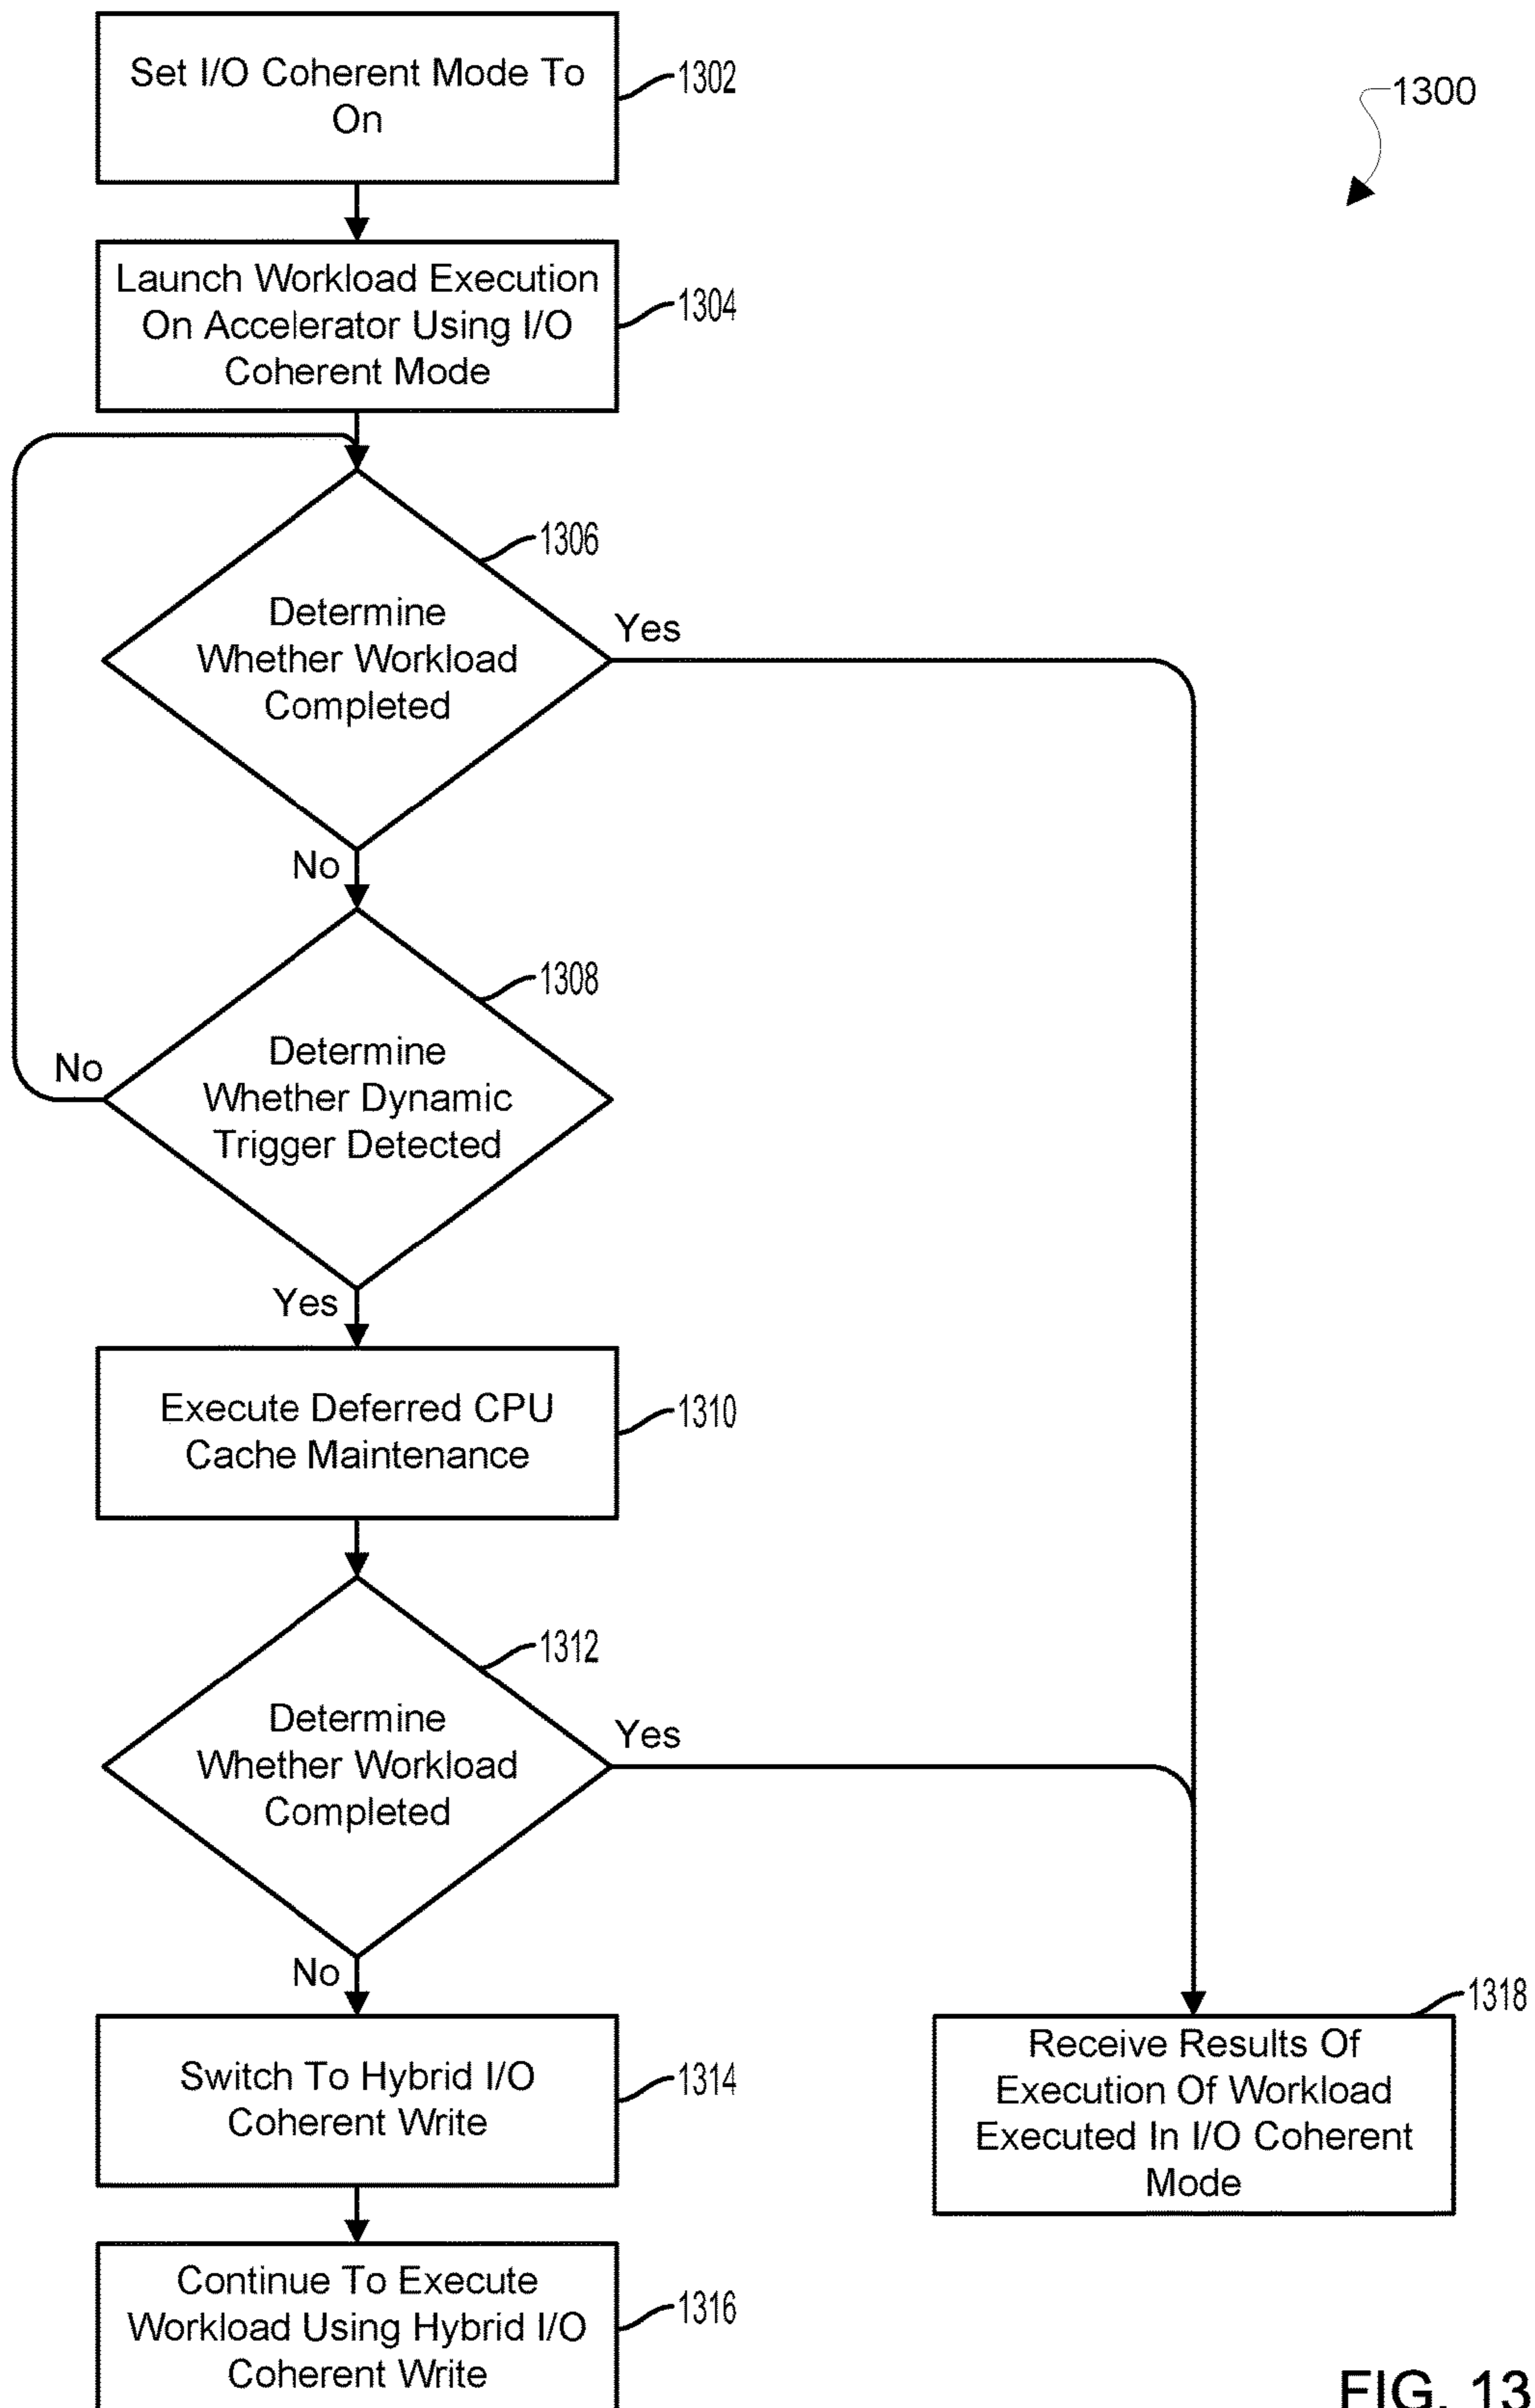 Set I/O Coherent Mode To
On
1302
1300
Launch Workload Execution
On Accelerator Using I/O
Coherent Mode
1304
1306
Determine
Whether Workload
Completed
Yes
No
1308
Determine
Whether Dynamic
Trigger Detected
No
Yes
Execute Deferred CPU
Cache Maintenance
1310
1312
Determine
Whether Workload
Completed
Yes
No
Switch To Hybrid I/O
Coherent Write
1314
1318
Receive Results Of
Execution Of Workload
Executed In I/O Coherent
Mode
Continue To Execute
Workload Using Hybrid I/O
Coherent Write
1316
FIG. 13